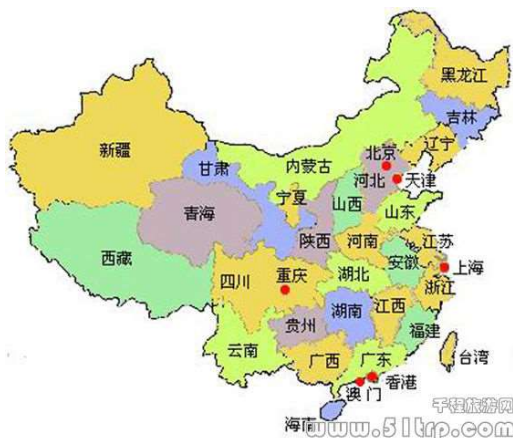 黑龙江
吉林
辽宁
新疆
内蒙古
北京
甘肃
河北
天津
宁夏
山西
青海
山东
陕西
河南
江苏
西藏
安徽
上海
四川
重庆
湖北
浙江
湖南
江西
贵州
福建
云南
广西
广东
台湾
香港
澳门
海南
千程旅游网
www.51trp.com